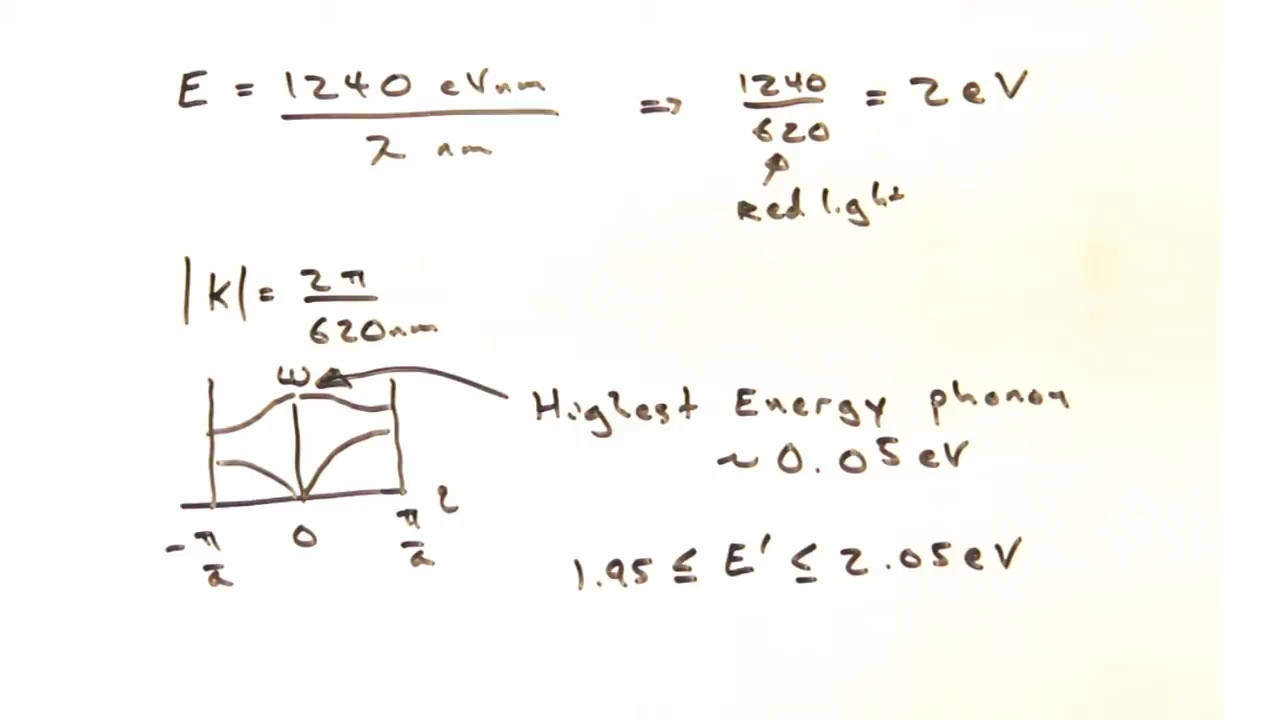 E = 1240 eVnm / λ nm ⇒ 1240 / 620 = 2 eV
Red light
|K| = 2π / 620nm
ω
Highest Energy phonon
~ 0.05 eV
-π/a 0 π/a
1.95 ≤ E' ≤ 2.05 eV